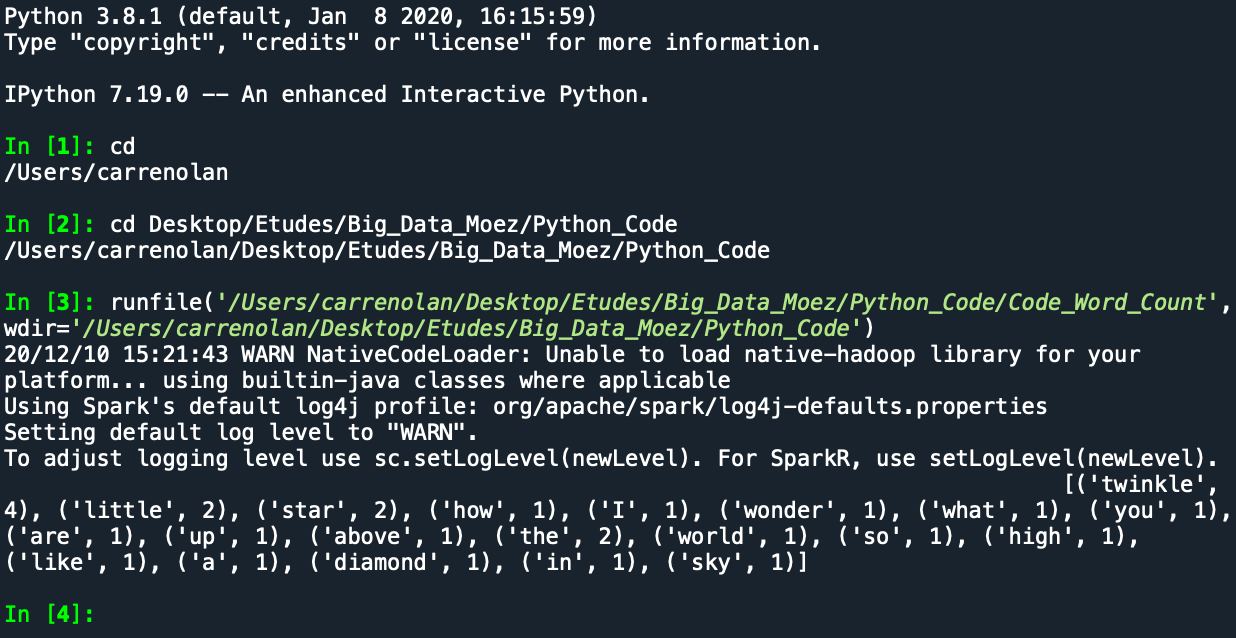 Python 3.8.1 (default, Jan  8 2020, 16:15:59)
Type "copyright", "credits" or "license" for more information.
IPython 7.19.0 -- An enhanced Interactive Python.
In [1]: cd
/Users/carrenolan
In [2]: cd Desktop/Etudes/Big_Data_Moez/Python_Code
/Users/carrenolan/Desktop/Etudes/Big_Data_Moez/Python_Code
In [3]: runfile('/Users/carrenolan/Desktop/Etudes/Big_Data_Moez/Python_Code/Code_Word_Count',
wdir='/Users/carrenolan/Desktop/Etudes/Big_Data_Moez/Python_Code')
20/12/10 15:21:43 WARN NativeCodeLoader: Unable to load native-hadoop library for your
platform... using builtin-java classes where applicable
Using Spark's default log4j profile: org/apache/spark/log4j-defaults.properties
Setting default log level to "WARN".
To adjust logging level use sc.setLogLevel(newLevel). For SparkR, use setLogLevel(newLevel).
[('twinkle',
4), ('little', 2), ('star', 2), ('how', 1), ('I', 1), ('wonder', 1), ('what', 1), ('you', 1),
('are', 1), ('up', 1), ('above', 1), ('the', 2), ('world', 1), ('so', 1), ('high', 1),
('like', 1), ('a', 1), ('diamond', 1), ('in', 1), ('sky', 1)]
In [4]: